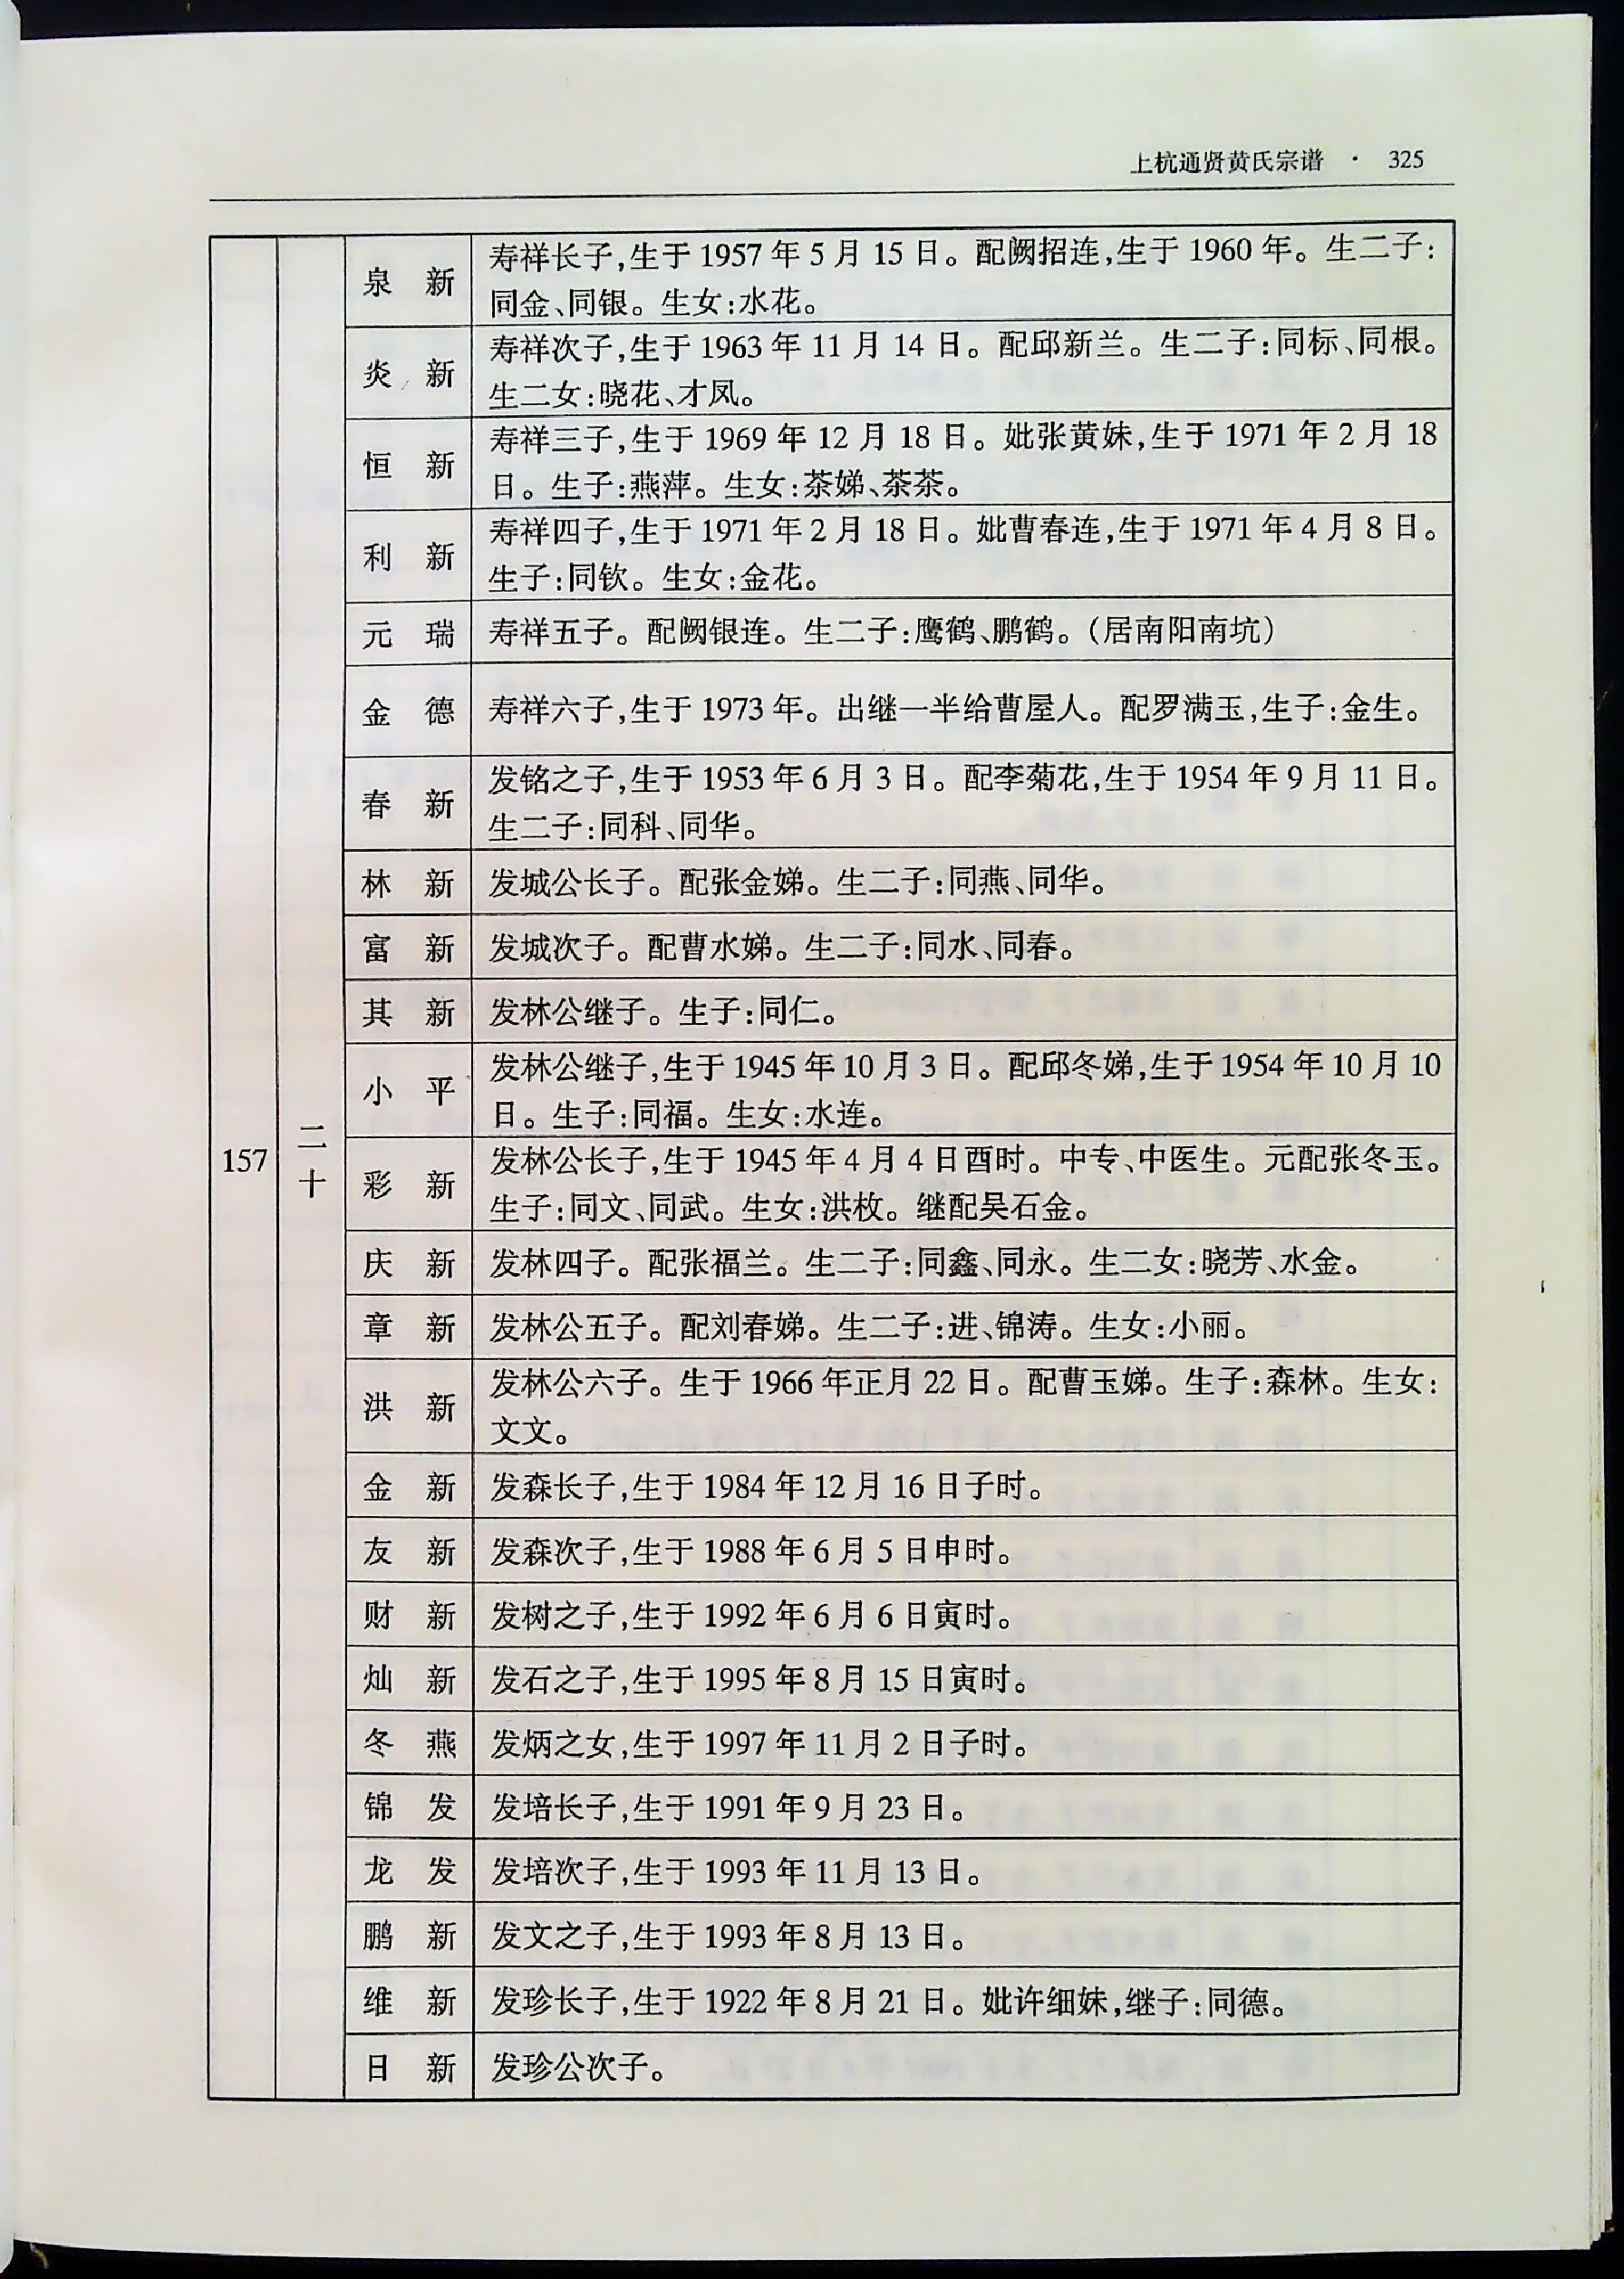 上杭通贤黄氏宗谱 · 325
157
二十
泉 新
寿祥长子,生于 1957 年 5 月 15 日。配阙招连,生于 1960 年。生二子:
同金、同银。生女:水花。
炎 新
寿祥次子,生于 1963 年 11 月 14 日。配邱新兰。生二子:同标、同根。
生二女:晓花、才凤。
恒 新
寿祥三子,生于 1969 年 12 月 18 日。妣张黄妹,生于 1971 年 2 月 18
日。生子:燕萍。生女:茶娣、茶茶。
利 新
寿祥四子,生于 1971 年 2 月 18 日。妣曹春连,生于 1971 年 4 月 8 日。
生子:同钦。生女:金花。
元 瑞
寿祥五子。配阙银连。生二子:鹰鹤、鹏鹤。(居南阳南坑)
金 德
寿祥六子,生于 1973 年。出继一半给曹屋人。配罗满玉,生子:金生。
春 新
发铭之子,生于 1953 年 6 月 3 日。配李菊花,生于 1954 年 9 月 11 日。
生二子:同科、同华。
林 新
发城公长子。配张金娣。生二子:同燕、同华。
富 新
发城次子。配曹水娣。生二子:同水、同春。
其 新
发林公继子。生子:同仁。
小 平
发林公继子,生于 1945 年 10 月 3 日。配邱冬娣,生于 1954 年 10 月 10
日。生子:同福。生女:水连。
彩 新
发林公长子,生于 1945 年 4 月 4 日酉时。中专、中医生。元配张冬玉。
生子:同文、同武。生女:洪枚。继配吴石金。
庆 新
发林四子。配张福兰。生二子:同鑫、同永。生二女:晓芳、水金。
章 新
发林公五子。配刘春娣。生二子:进、锦涛。生女:小丽。
洪 新
发林公六子。生于 1966 年正月 22 日。配曹玉娣。生子:森林。生女:
文文。
金 新
发森长子,生于 1984 年 12 月 16 日子时。
友 新
发森次子,生于 1988 年 6 月 5 日申时。
财 新
发树之子,生于 1992 年 6 月 6 日寅时。
灿 新
发石之子,生于 1995 年 8 月 15 日寅时。
冬 燕
发炳之女,生于 1997 年 11 月 2 日子时。
锦 发
发培长子,生于 1991 年 9 月 23 日。
龙 发
发培次子,生于 1993 年 11 月 13 日。
鹏 新
发文之子,生于 1993 年 8 月 13 日。
维 新
发珍长子,生于 1922 年 8 月 21 日。妣许细妹,继子:同德。
日 新
发珍公次子。